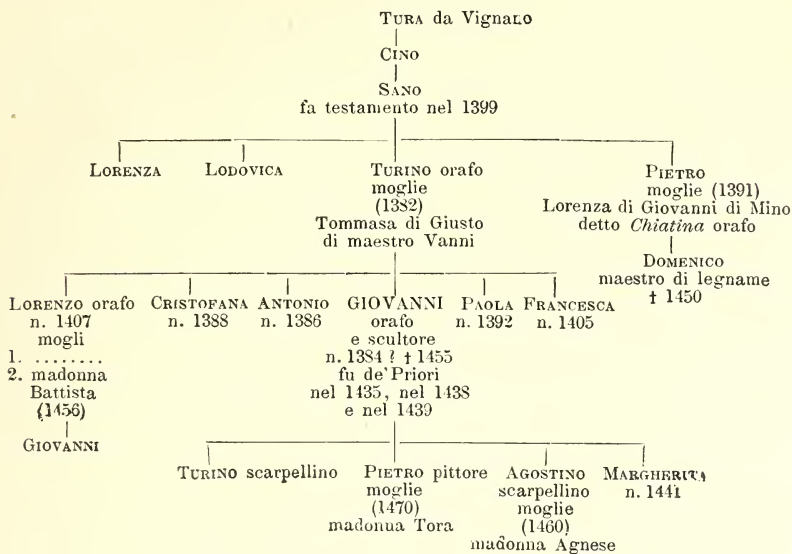 TURA da Vignano
CINO
SANO
fa testamento nel 1399
LORENZA LODOVICA TURINO orafo PIETRO
moglie moglie (1391)
(1382) Lorenza di Giovanni di Mino
Tommasa di Giusto detto Chiatina orafo
di maestro Vanni
DOMENICO
maestro di legname
† 1450
LORENZO orafo CRISTOFANA ANTONIO GIOVANNI PAOLA FRANCESCA
n. 1407 n. 1388 n. 1386 orafo n. 1392 n. 1405
mogli e scultore
1. ........ n. 1384 ? † 1455
2. madonna fu de' Priori
Battista nel 1435, nel 1438
(1456) e nel 1439
GIOVANNI
TURINO scarpellino PIETRO pittore AGOSTINO MARGHERITA
moglie scarpellino n. 1441
(1470) moglie
madonna Tora (1460)
madonna Agnese